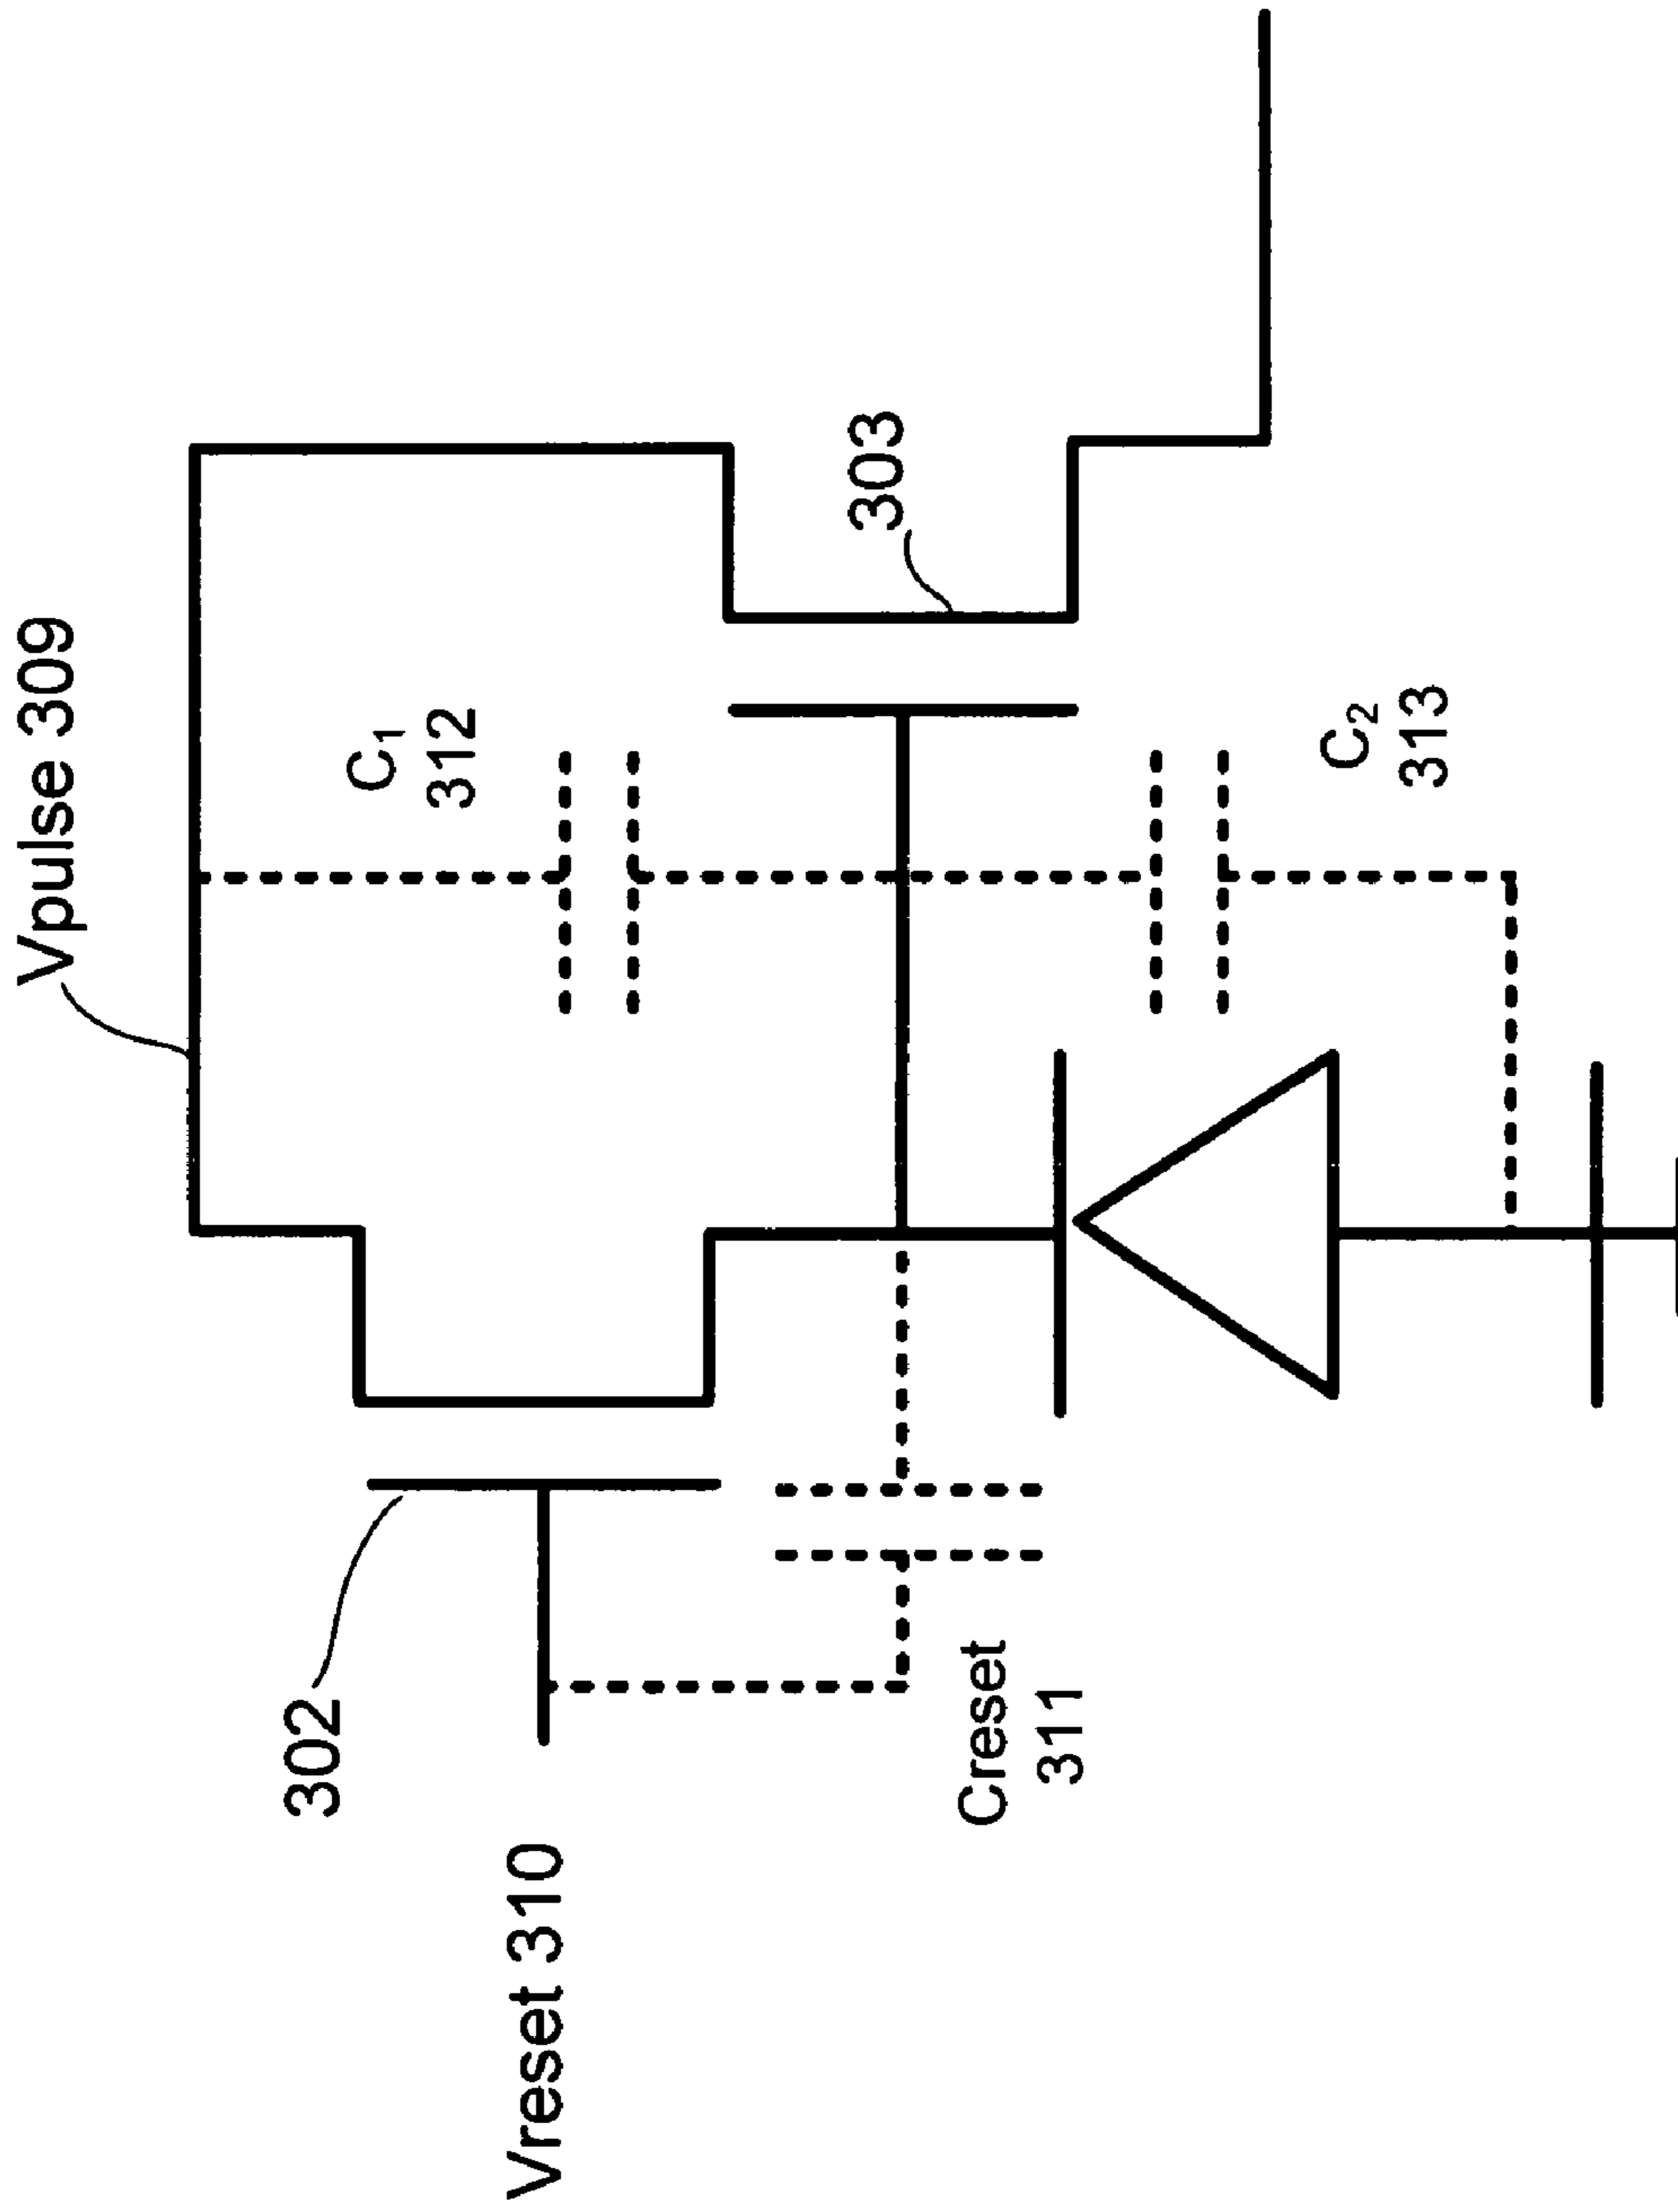 Vpulse 309
C₁
312
303
C₂
313
302
Creset
311
Vreset 310